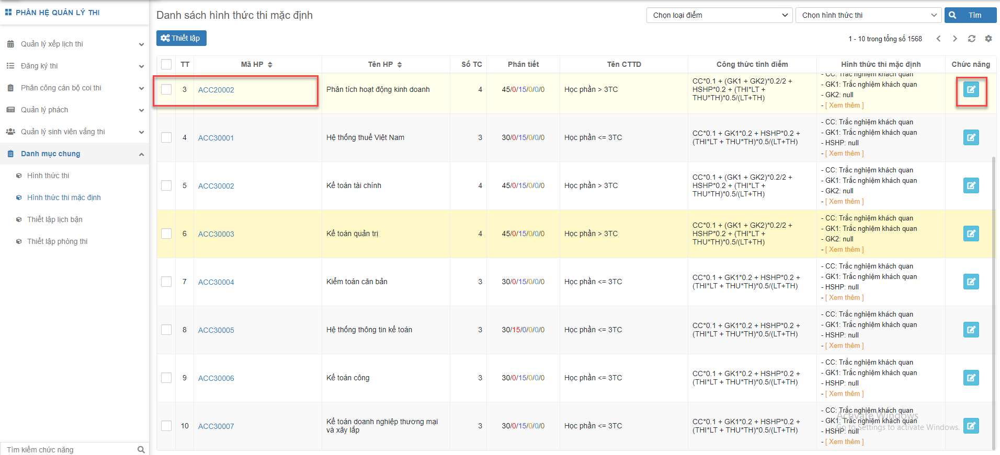 PHÂN HỆ QUẢN LÝ THI
Quản lý xếp lịch thi
Đăng ký thi
Phân công cán bộ coi thi
Quản lý phách
Quản lý sinh viên vắng thi
Danh mục chung
Hình thức thi
Hình thức thi mặc định
Thiết lập lịch bận
Thiết lập phòng thi
Tìm kiếm chức năng
Danh sách hình thức thi mặc định
Chọn loại điểm
Chọn hình thức thi
Tìm
Thiết lập
1 - 10 trong tổng số 1568
TT Mã HP Tên HP Số TC Phân tiết Tên CTTD Công thức tính điểm Hình thức thi mặc định Chức năng
3 ACC20002 Phân tích hoạt động kinh doanh 4 45/0/15/0/0/0 Học phần > 3TC
CC*0.1 + (GK1 + GK2)*0.2/2 +
HSHP*0.2 + (THI*LT +
THU*TH)*0.5/(LT+TH)
- CC: Trắc nghiệm khách quan
- GK1: Trắc nghiệm khách quan
- GK2: null
- [ Xem thêm ]
4 ACC30001 Hệ thống thuế Việt Nam 3 30/0/15/0/0/0 Học phần <= 3TC
CC*0.1 + GK1*0.2 + HSHP*0.2 +
(THI*LT + THU*TH)*0.5/(LT+TH)
- CC: Trắc nghiệm khách quan
- GK1: Trắc nghiệm khách quan
- HSHP: null
- [ Xem thêm ]
5 ACC30002 Kế toán tài chính 4 45/0/15/0/0/0 Học phần > 3TC
CC*0.1 + (GK1 + GK2)*0.2/2 +
HSHP*0.2 + (THI*LT +
THU*TH)*0.5/(LT+TH)
- CC: Trắc nghiệm khách quan
- GK1: Trắc nghiệm khách quan
- GK2: null
- [ Xem thêm ]
6 ACC30003 Kế toán quản trị 4 45/0/15/0/0/0 Học phần > 3TC
CC*0.1 + (GK1 + GK2)*0.2/2 +
HSHP*0.2 + (THI*LT +
THU*TH)*0.5/(LT+TH)
- CC: Trắc nghiệm khách quan
- GK1: Trắc nghiệm khách quan
- GK2: null
- [ Xem thêm ]
7 ACC30004 Kiểm toán căn bản 3 30/0/15/0/0/0 Học phần <= 3TC
CC*0.1 + GK1*0.2 + HSHP*0.2 +
(THI*LT + THU*TH)*0.5/(LT+TH)
- CC: Trắc nghiệm khách quan
- GK1: Trắc nghiệm khách quan
- HSHP: null
- [ Xem thêm ]
8 ACC30005 Hệ thống thông tin kế toán 3 30/15/0/0/0/0 Học phần <= 3TC
CC*0.1 + GK1*0.2 + HSHP*0.2 +
(THI*LT + THU*TH)*0.5/(LT+TH)
- CC: Trắc nghiệm khách quan
- GK1: Trắc nghiệm khách quan
- HSHP: null
- [ Xem thêm ]
9 ACC30006 Kế toán công 3 30/0/15/0/0/0 Học phần <= 3TC
CC*0.1 + GK1*0.2 + HSHP*0.2 +
(THI*LT + THU*TH)*0.5/(LT+TH)
- CC: Trắc nghiệm khách quan
- GK1: Trắc nghiệm khách quan
- HSHP: null
- [ Xem thêm ]
10 ACC30007 Kế toán doanh nghiệp thương mại
và xây lắp
3 30/0/15/0/0/0 Học phần <= 3TC
CC*0.1 + GK1*0.2 + HSHP*0.2 +
(THI*LT + THU*TH)*0.5/(LT+TH)
- CC: Trắc nghiệm khách quan
- GK1: Trắc nghiệm khách quan
- HSHP: null
- [ Xem thêm ]
Activate Windows
Go to Settings to activate Windows.